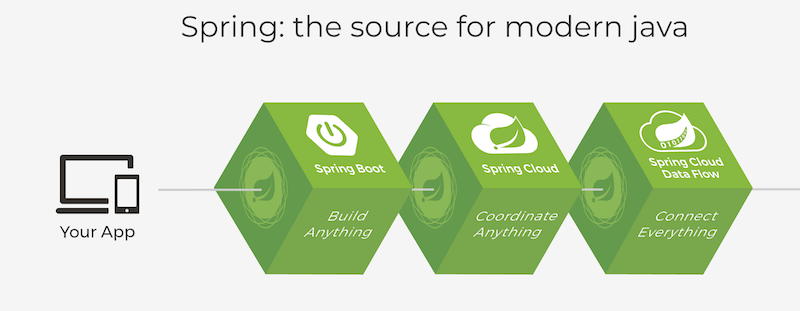 Spring: the source for modern java
Spring Boot
Build
Anything
Spring Cloud
Coordinate
Anything
Spring Cloud
Data Flow
Connect
Everything
Your App